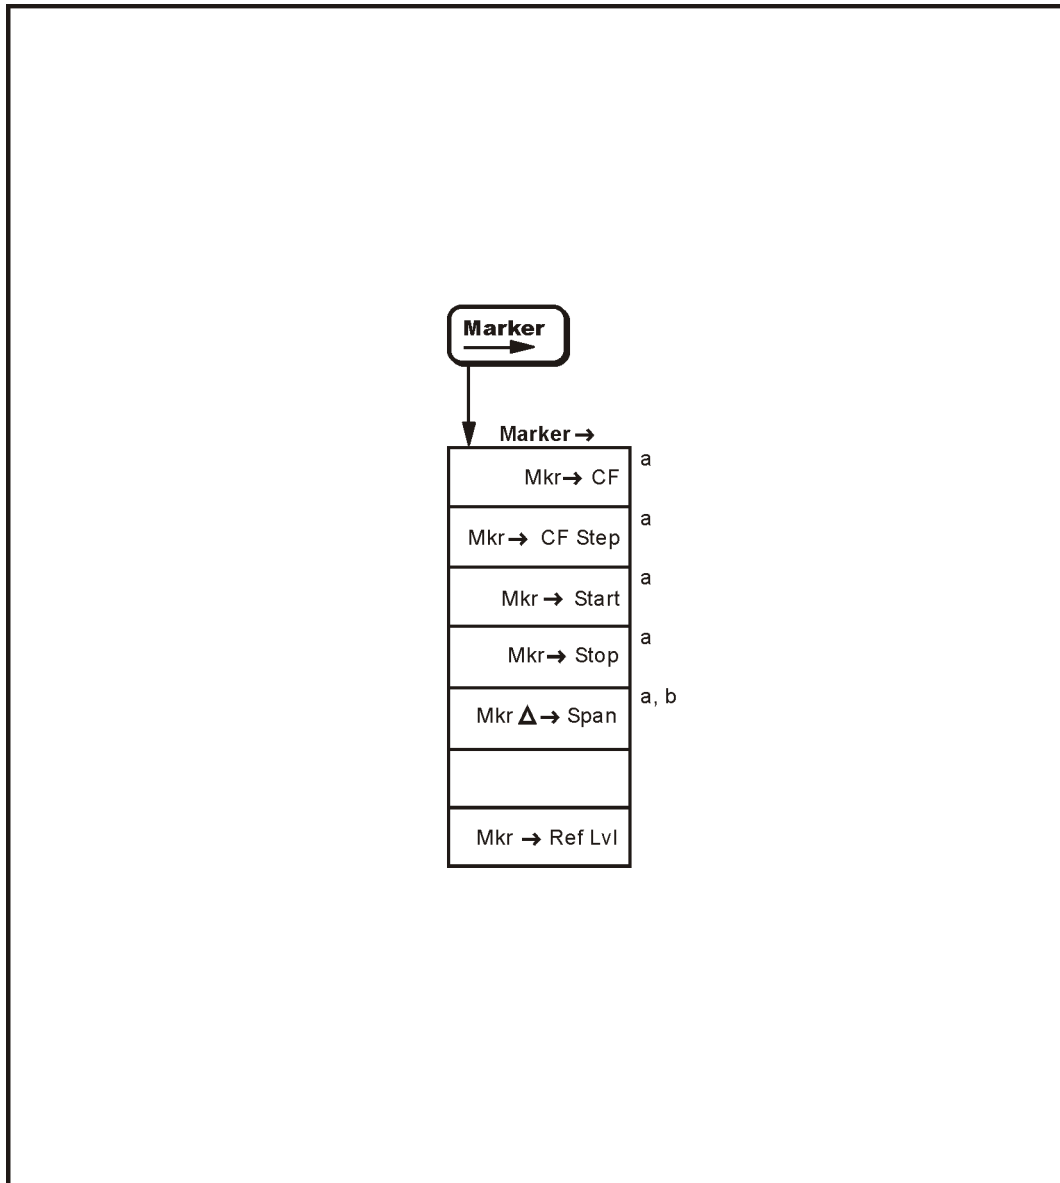 Marker
Marker →
Mkr → CF a
Mkr → CF Step a
Mkr → Start a
Mkr → Stop a
Mkr Δ → Span a, b
Mkr → Ref Lvl